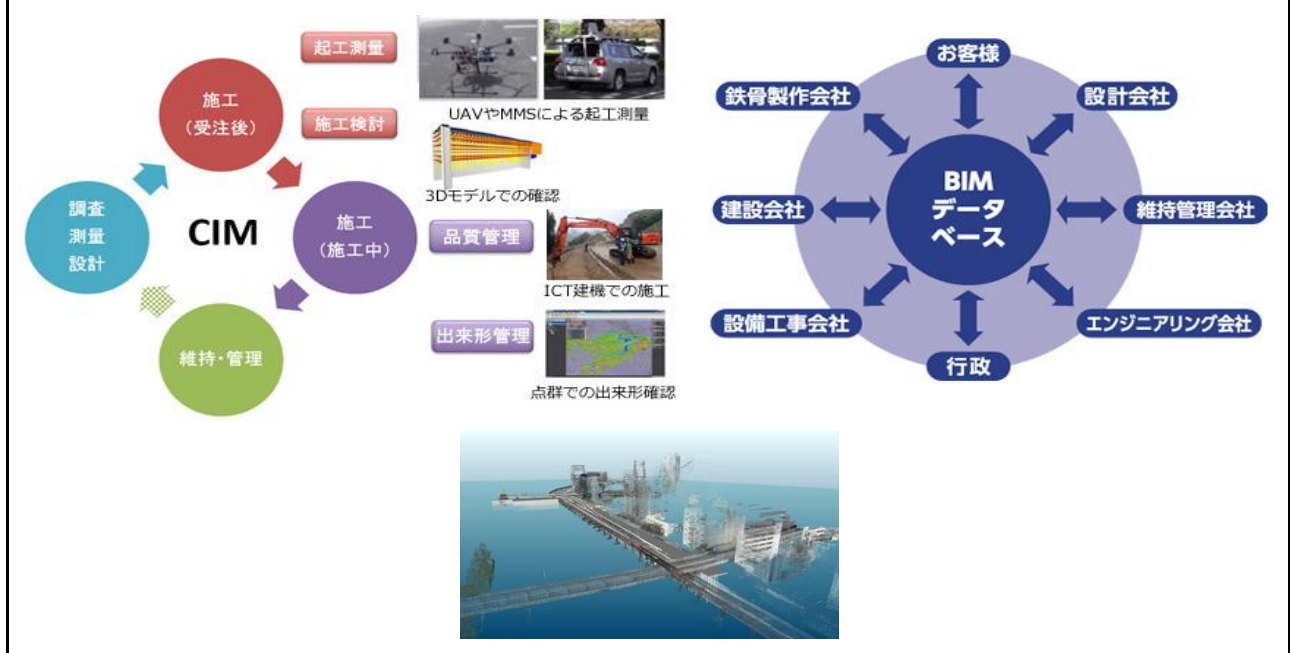 起工測量
施工
(受注後)
施工検討
UAVやMMSによる起工測量
3Dモデルでの確認
調査
測量
設計
CIM
施工
(施工中)
品質管理
ICT建機での施工
出来形管理
点群での出来形確認
維持・管理
お客様
鉄骨製作会社
設計会社
BIM
データ
ベース
建設会社
維持管理会社
設備工事会社
エンジニアリング会社
行政